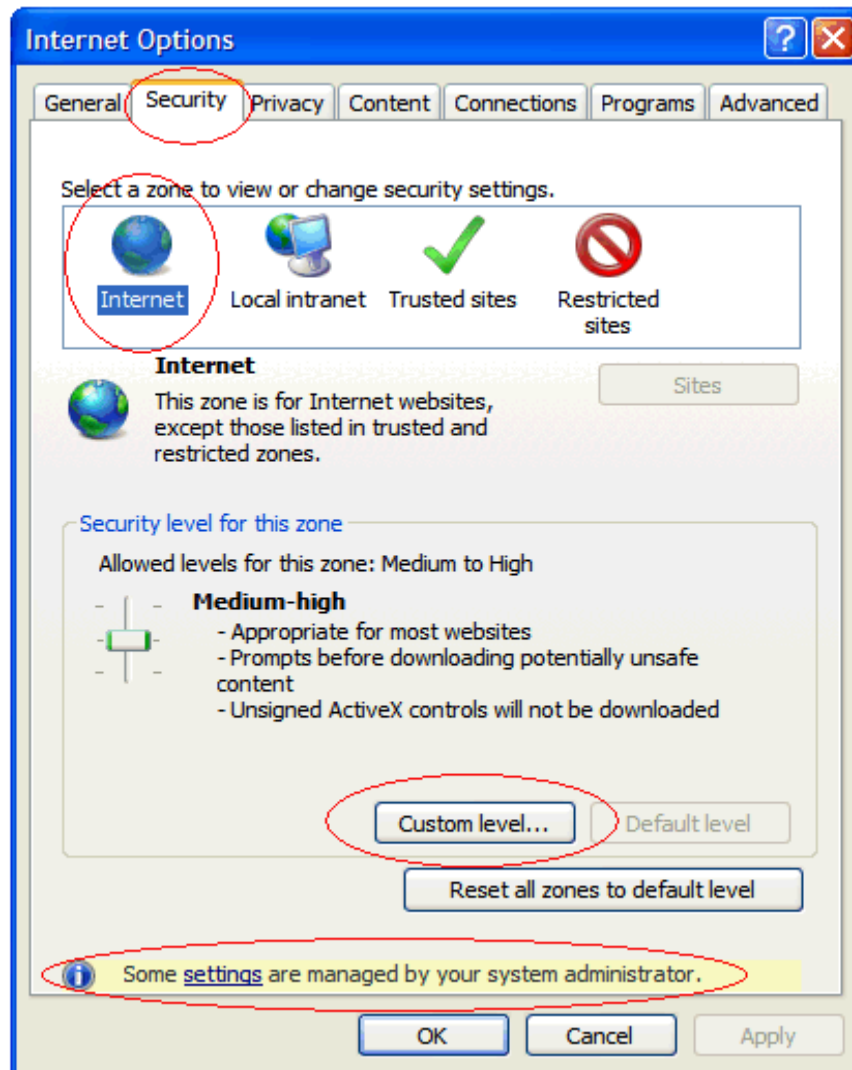 Internet Options
General Security Privacy Content Connections Programs Advanced
Select a zone to view or change security settings.
Internet Local intranet Trusted sites Restricted
sites
Internet
Sites
This zone is for Internet websites,
except those listed in trusted and
restricted zones.
Security level for this zone
Allowed levels for this zone: Medium to High
Medium-high
- Appropriate for most websites
- Prompts before downloading potentially unsafe
content
- Unsigned ActiveX controls will not be downloaded
Custom level... Default level
Reset all zones to default level
Some settings are managed by your system administrator.
OK Cancel Apply